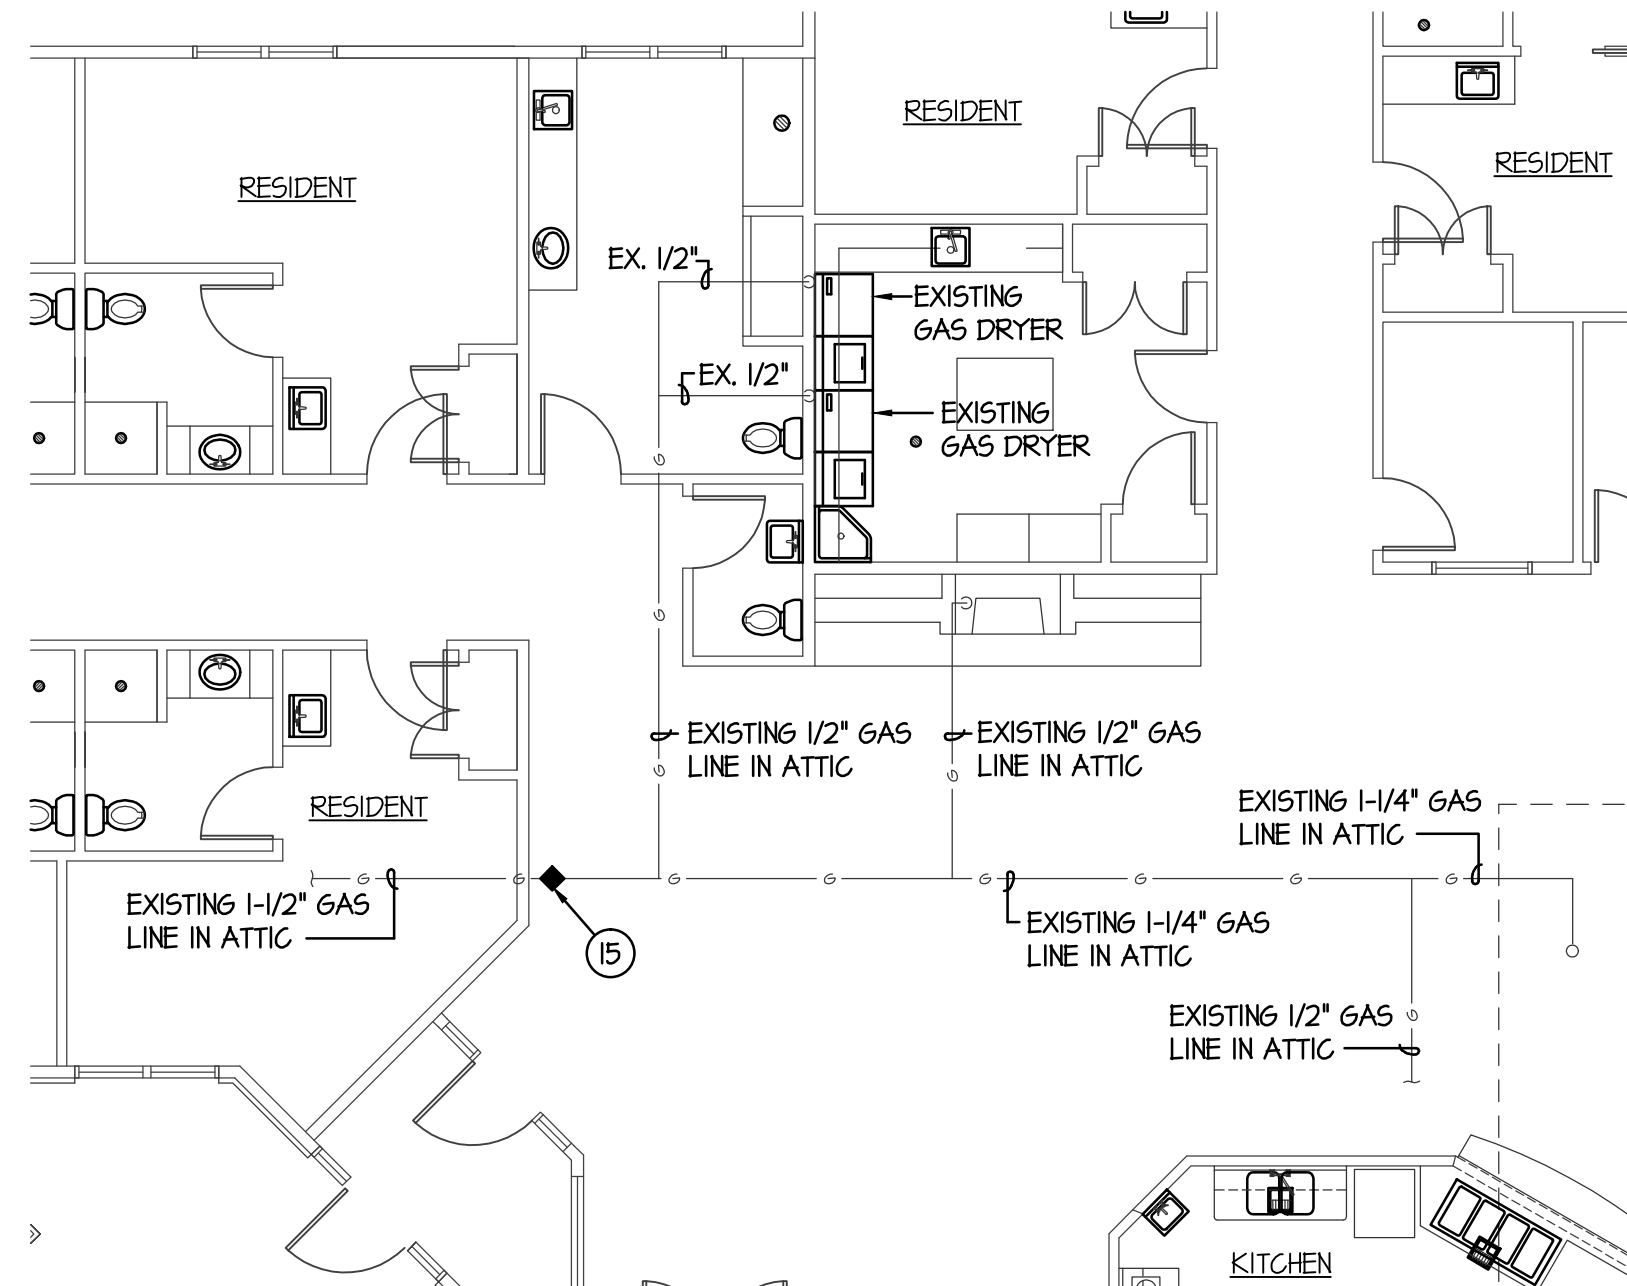 RESIDENT
RESIDENT
RESIDENT
EX. 1/2"
EXISTING
GAS DRYER
EX. 1/2"
EXISTING
GAS DRYER
G
G
EXISTING 1/2" GAS
LINE IN ATTIC
EXISTING 1/2" GAS
LINE IN ATTIC
G
G
RESIDENT
EXISTING 1-1/4" GAS
LINE IN ATTIC
G
G
G
G
G
G
G
G
EXISTING 1-1/2" GAS
LINE IN ATTIC
15
EXISTING 1-1/4" GAS
LINE IN ATTIC
EXISTING 1/2" GAS
LINE IN ATTIC
G
KITCHEN